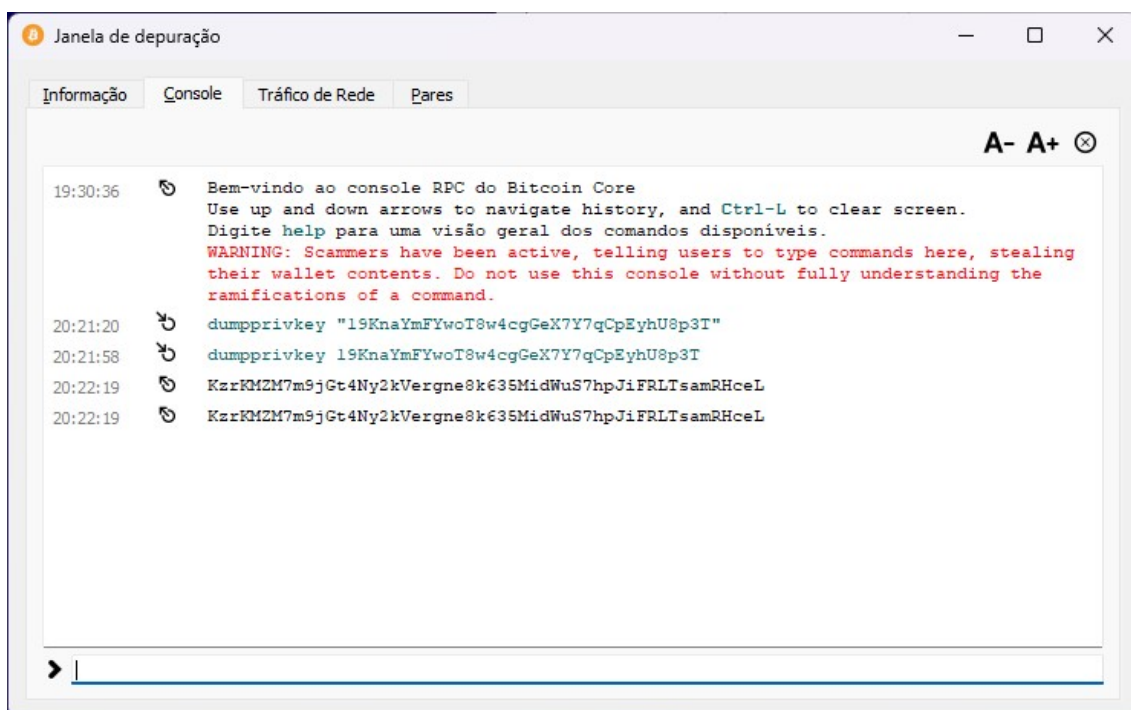 Janela de depuração
Informação Console Tráfico de Rede Pares
A- A+
19:30:36 Bem-vindo ao console RPC do Bitcoin Core
Use up and down arrows to navigate history, and Ctrl-L to clear screen.
Digite help para uma visão geral dos comandos disponíveis.
WARNING: Scammers have been active, telling users to type commands here, stealing
their wallet contents. Do not use this console without fully understanding the
ramifications of a command.
20:21:20 dumpprivkey "19KnaYmFYwoT8w4cgGeX7Y7qCpEyhU8p3T"
20:21:58 dumpprivkey 19KnaYmFYwoT8w4cgGeX7Y7qCpEyhU8p3T
20:22:19 KzrKMZM7m9jGt4Ny2kVergne8k635MidWuS7hpJiFRLTsamRHceL
20:22:19 KzrKMZM7m9jGt4Ny2kVergne8k635MidWuS7hpJiFRLTsamRHceL